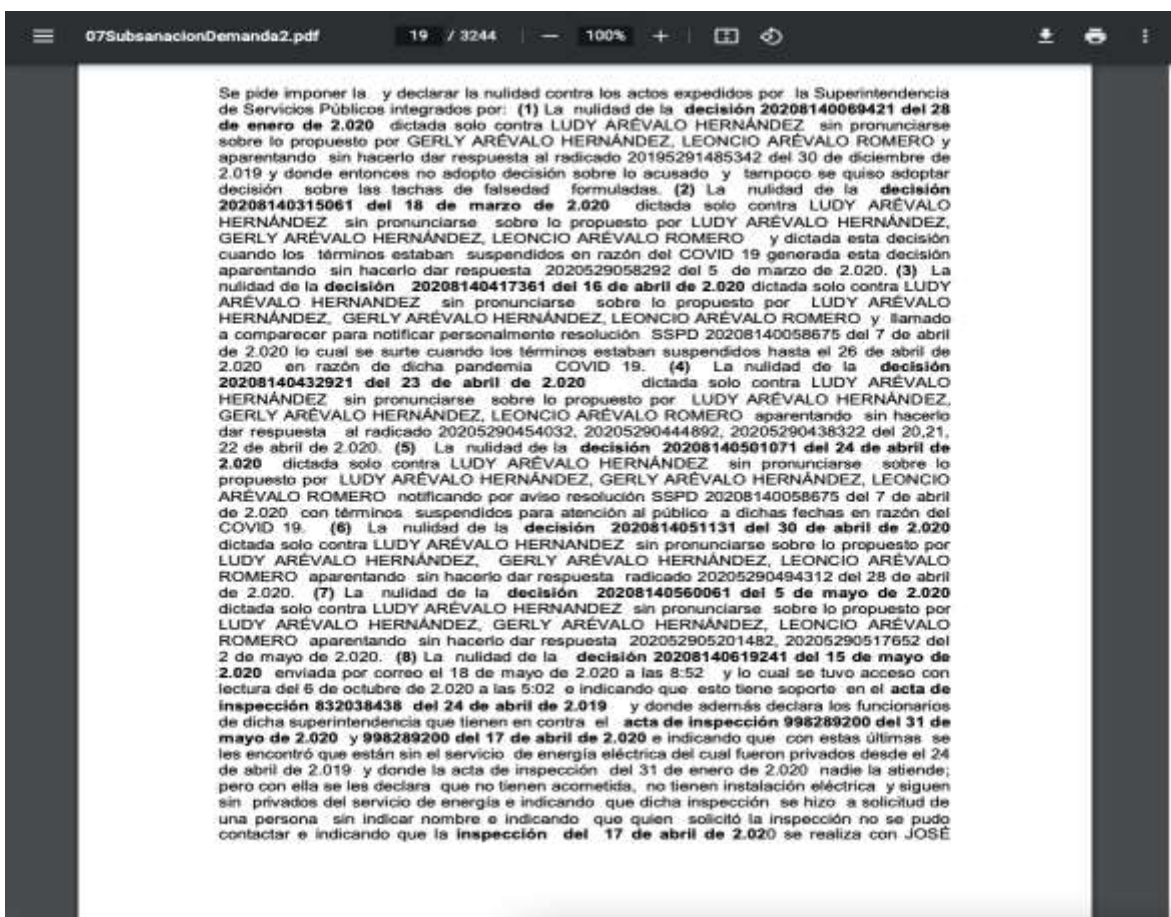 07SubsanacionDemanda2.pdf 19 / 3244 100%
Se pide imponer la y declarar la nulidad contra los actos expedidos por la Superintendencia
de Servicios Públicos integrados por: (1) La nulidad de la decisión 20208140069421 del 28
de enero de 2.020 dictada solo contra LUDY ARÉVALO HERNÁNDEZ sin pronunciarse
sobre lo propuesto por GERLY ARÉVALO HERNÁNDEZ, LEONCIO ARÉVALO ROMERO y
aparentando sin hacerlo dar respuesta al radicado 20195291485342 del 30 de diciembre de
2.019 y donde entonces no adopto decisión sobre lo acusado y tampoco se quiso adoptar
decisión sobre las tachas de falsedad formuladas. (2) La nulidad de la decisión
20208140315061 del 18 de marzo de 2.020 dictada solo contra LUDY ARÉVALO
HERNÁNDEZ sin pronunciarse sobre lo propuesto por LUDY ARÉVALO HERNÁNDEZ,
GERLY ARÉVALO HERNÁNDEZ, LEONCIO ARÉVALO ROMERO y dictada esta decisión
cuando los términos estaban suspendidos en razón del COVID 19 generada esta decisión
aparentando sin hacerlo dar respuesta 2020529058292 del 5 de marzo de 2.020. (3) La
nulidad de la decisión 20208140417361 del 16 de abril de 2.020 dictada solo contra LUDY
ARÉVALO HERNANDEZ sin pronunciarse sobre lo propuesto por LUDY ARÉVALO
HERNÁNDEZ, GERLY ARÉVALO HERNÁNDEZ, LEONCIO ARÉVALO ROMERO y llamado
a comparecer para notificar personalmente resolución SSPD 20208140058675 del 7 de abril
de 2.020 lo cual se surte cuando los términos estaban suspendidos hasta el 26 de abril de
2.020 en razón de dicha pandemia COVID 19. (4) La nulidad de la decisión
20208140432921 del 23 de abril de 2.020 dictada solo contra LUDY ARÉVALO
HERNÁNDEZ sin pronunciarse sobre lo propuesto por LUDY ARÉVALO HERNÁNDEZ,
GERLY ARÉVALO HERNÁNDEZ, LEONCIO ARÉVALO ROMERO aparentando sin hacerlo
dar respuesta al radicado 20205290454032, 20205290444892, 20205290438322 del 20,21,
22 de abril de 2.020. (5) La nulidad de la decisión 20208140501071 del 24 de abril de
2.020 dictada solo contra LUDY ARÉVALO HERNÁNDEZ sin pronunciarse sobre lo
propuesto por LUDY ARÉVALO HERNÁNDEZ, GERLY ARÉVALO HERNÁNDEZ, LEONCIO
ARÉVALO ROMERO notificando por aviso resolución SSPD 20208140058675 del 7 de abril
de 2.020 con términos suspendidos para atención al público a dichas fechas en razón del
COVID 19. (6) La nulidad de la decisión 2020814051131 del 30 de abril de 2.020
dictada solo contra LUDY ARÉVALO HERNANDEZ sin pronunciarse sobre lo propuesto por
LUDY ARÉVALO HERNÁNDEZ, GERLY ARÉVALO HERNÁNDEZ, LEONCIO ARÉVALO
ROMERO aparentando sin hacerlo dar respuesta radicado 20205290494312 del 28 de abril
de 2.020. (7) La nulidad de la decisión 20208140560061 del 5 de mayo de 2.020
dictada solo contra LUDY ARÉVALO HERNANDEZ sin pronunciarse sobre lo propuesto por
LUDY ARÉVALO HERNÁNDEZ, GERLY ARÉVALO HERNÁNDEZ, LEONCIO ARÉVALO
ROMERO aparentando sin hacerlo dar respuesta 202052905201482, 20205290517652 del
2 de mayo de 2.020. (8) La nulidad de la decisión 20208140619241 del 15 de mayo de
2.020 enviada por correo el 18 de mayo de 2.020 a las 8:52 y lo cual se tuvo acceso con
lectura del 6 de octubre de 2.020 a las 5:02 e indicando que esto tiene soporte en el acta de
inspección 832038438 del 24 de abril de 2.019 y donde además declara los funcionarios
de dicha superintendencia que tienen en contra el acta de inspección 998289200 del 31 de
mayo de 2.020 y 998289200 del 17 de abril de 2.020 e indicando que con estas últimas se
les encontró que están sin el servicio de energía eléctrica del cual fueron privados desde el 24
de abril de 2.019 y donde la acta de inspección del 31 de enero de 2.020 nadie la atiende;
pero con ella se les declara que no tienen acometida, no tienen instalación eléctrica y siguen
sin privados del servicio de energía e indicando que dicha inspección se hizo a solicitud de
una persona sin indicar nombre e indicando que quien solicitó la inspección no se pudo
contactar e indicando que la inspección del 17 de abril de 2.020 se realiza con JOSÉ